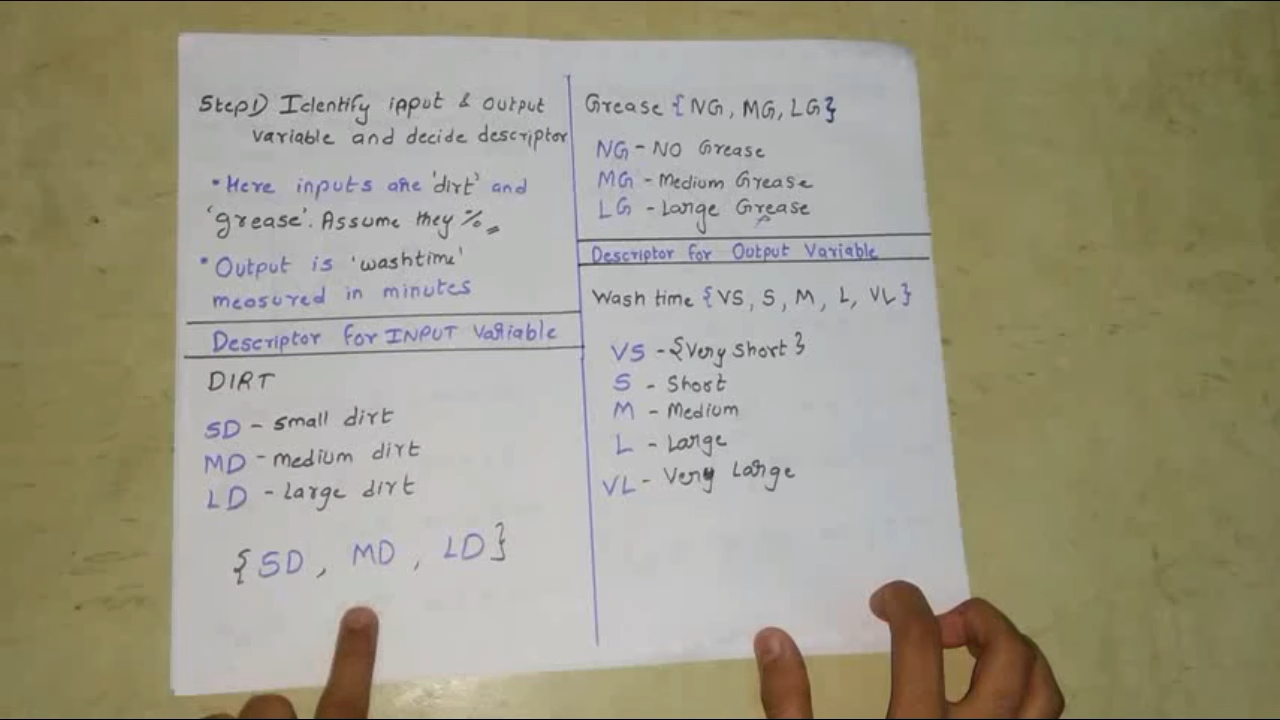 Step1) Identify input & output
variable and decide descriptor
• Here inputs are 'dirt' and
'grease'. Assume they %
• Output is 'washtime'
measured in minutes
Descriptor for INPUT Variable
DIRT
SD - small dirt
MD - medium dirt
LD - large dirt
{SD, MD, LD}
Grease {NG, MG, LG}
NG - NO Grease
MG - Medium Grease
LG - Large Grease
Descriptor for Output Variable
Wash time {VS, S, M, L, VL}
VS - {Very Short}
S - Short
M - Medium
L - Large
VL - Very Large